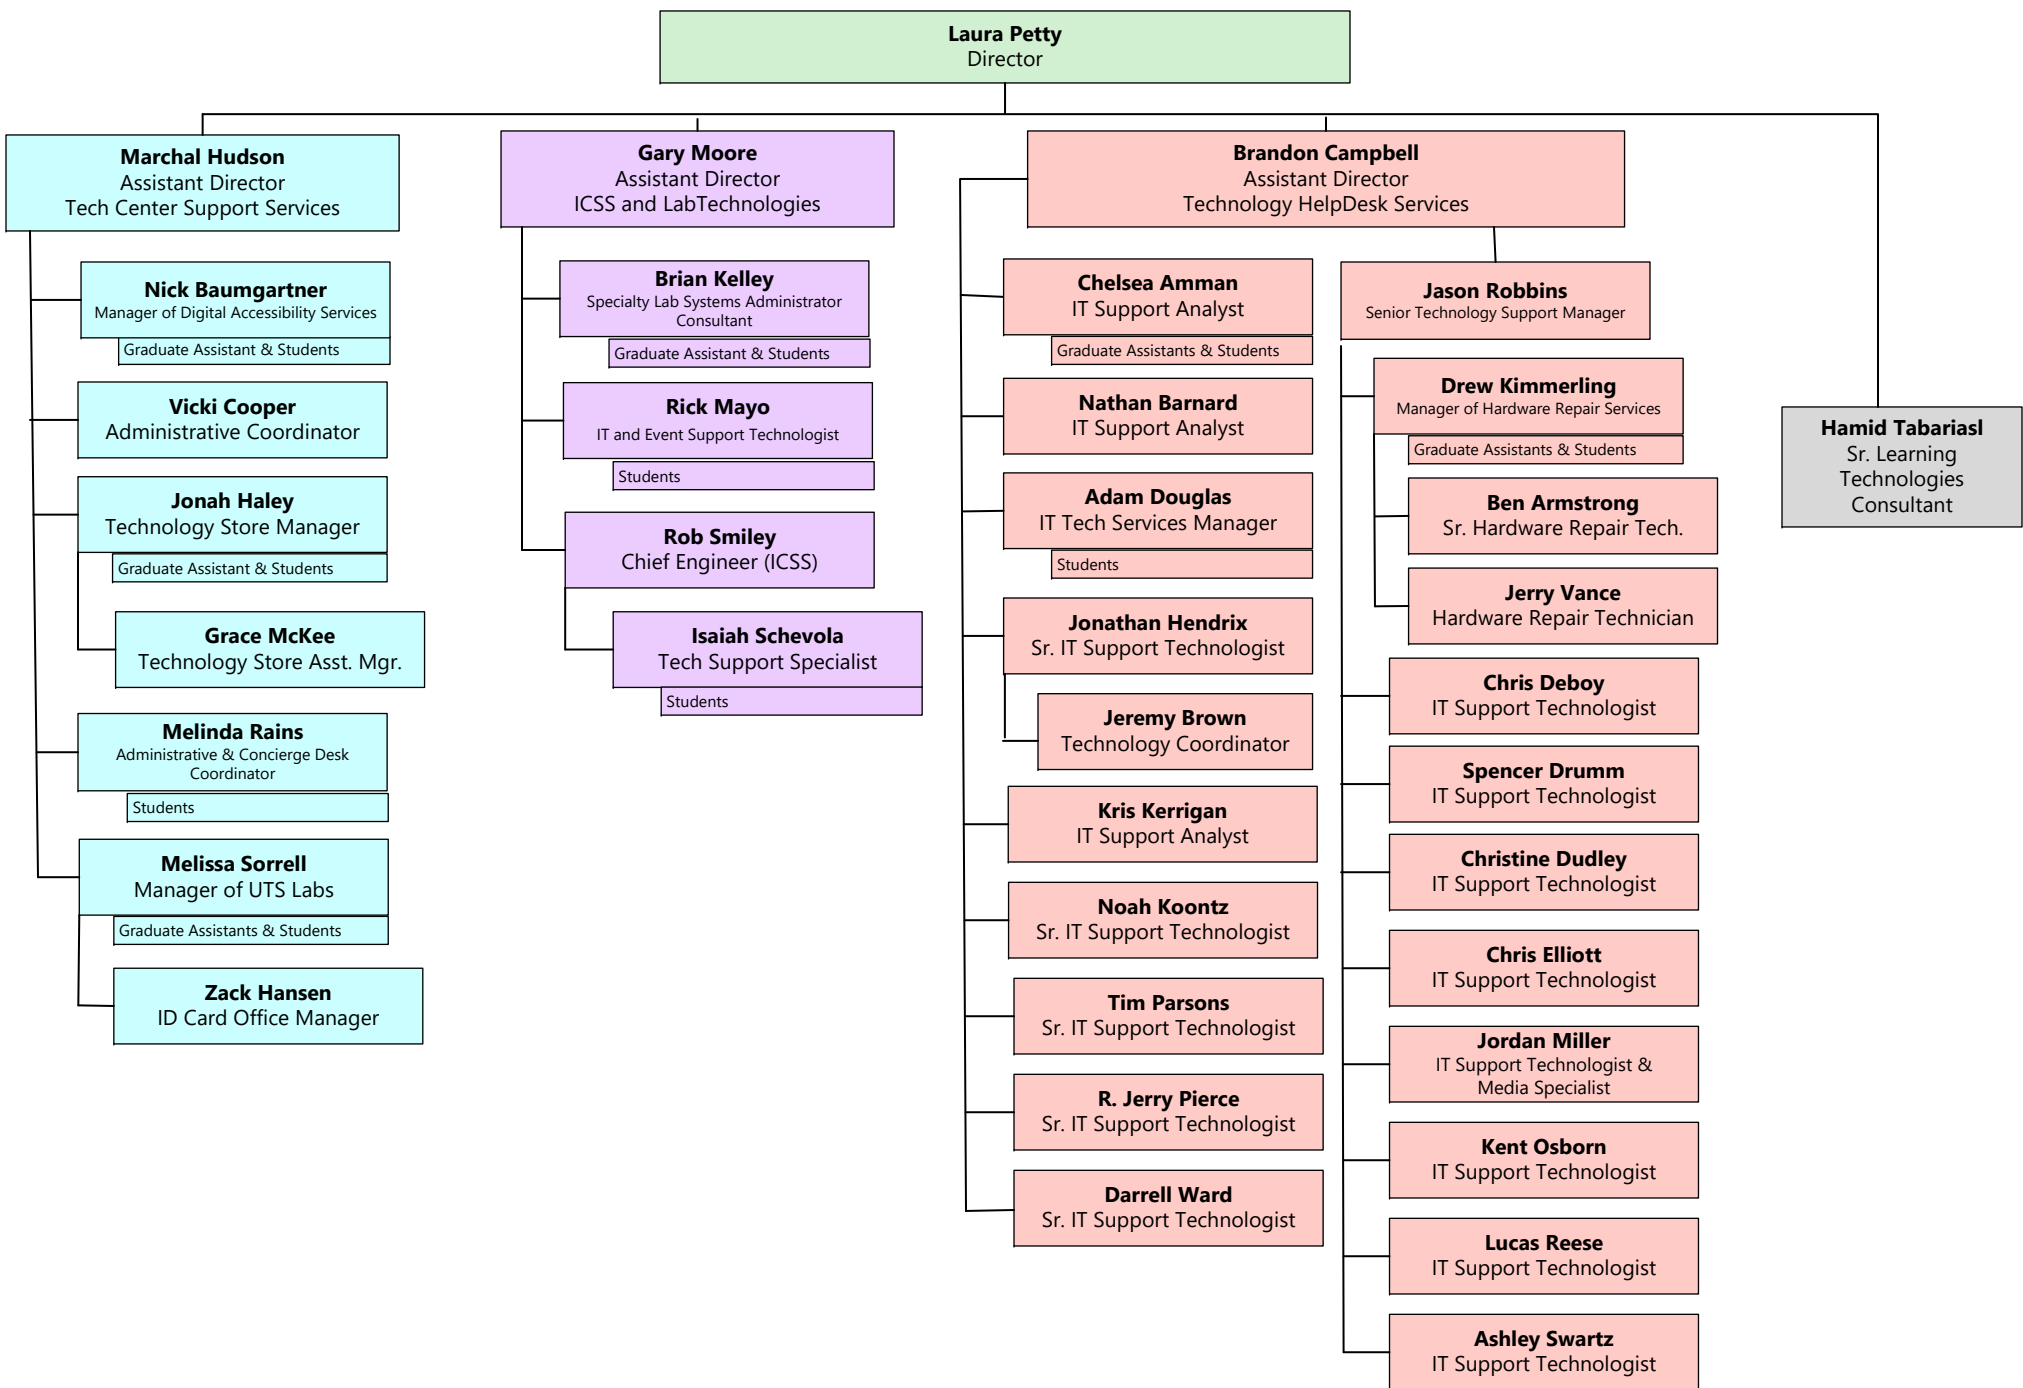 Laura Petty
Director
Marchal Hudson
Assistant Director
Tech Center Support Services
Nick Baumgartner
Manager of Digital Accessibility Services
Graduate Assistant & Students
Vicki Cooper
Administrative Coordinator
Jonah Haley
Technology Store Manager
Graduate Assistant & Students
Grace McKee
Technology Store Asst. Mgr.
Melinda Rains
Administrative & Concierge Desk
Coordinator
Students
Melissa Sorrell
Manager of UTS Labs
Graduate Assistants & Students
Zack Hansen
ID Card Office Manager
Gary Moore
Assistant Director
ICSS and LabTechnologies
Brian Kelley
Specialty Lab Systems Administrator
Consultant
Graduate Assistant & Students
Rick Mayo
IT and Event Support Technologist
Students
Rob Smiley
Chief Engineer (ICSS)
Isaiah Schevola
Tech Support Specialist
Students
Brandon Campbell
Assistant Director
Technology HelpDesk Services
Chelsea Amman
IT Support Analyst
Graduate Assistants & Students
Nathan Barnard
IT Support Analyst
Adam Douglas
IT Tech Services Manager
Students
Jonathan Hendrix
Sr. IT Support Technologist
Jeremy Brown
Technology Coordinator
Kris Kerrigan
IT Support Analyst
Noah Koontz
Sr. IT Support Technologist
Tim Parsons
Sr. IT Support Technologist
R. Jerry Pierce
Sr. IT Support Technologist
Darrell Ward
Sr. IT Support Technologist
Jason Robbins
Senior Technology Support Manager
Drew Kimmerling
Manager of Hardware Repair Services
Graduate Assistants & Students
Ben Armstrong
Sr. Hardware Repair Tech.
Jerry Vance
Hardware Repair Technician
Chris Deboy
IT Support Technologist
Spencer Drumm
IT Support Technologist
Christine Dudley
IT Support Technologist
Chris Elliott
IT Support Technologist
Jordan Miller
IT Support Technologist &
Media Specialist
Kent Osborn
IT Support Technologist
Lucas Reese
IT Support Technologist
Ashley Swartz
IT Support Technologist
Hamid Tabariasl
Sr. Learning
Technologies
Consultant